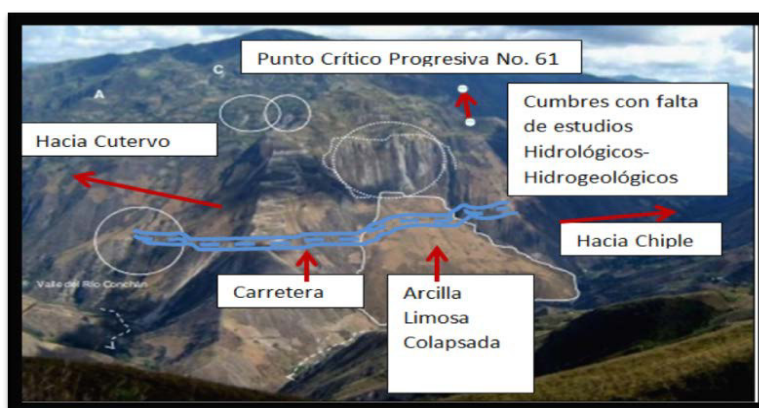 Punto Crítico Progresiva No. 61
C
A
Cumbres con falta
de estudios
Hidrológicos-
Hidrogeológicos
Hacia Cutervo
Hacia Chiple
Valle del Río Conchán
Carretera
Arcilla
Limosa
Colapsada